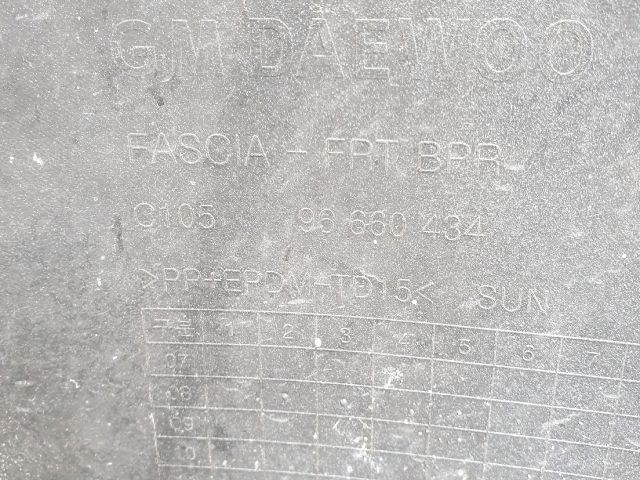 GM DAEWOO
FASCIA - FRT BPR
G105 96 660 434
>PP+EPDM-TD15< SUN
구분 1 2 3 4 5 6 7
07
08
09
10